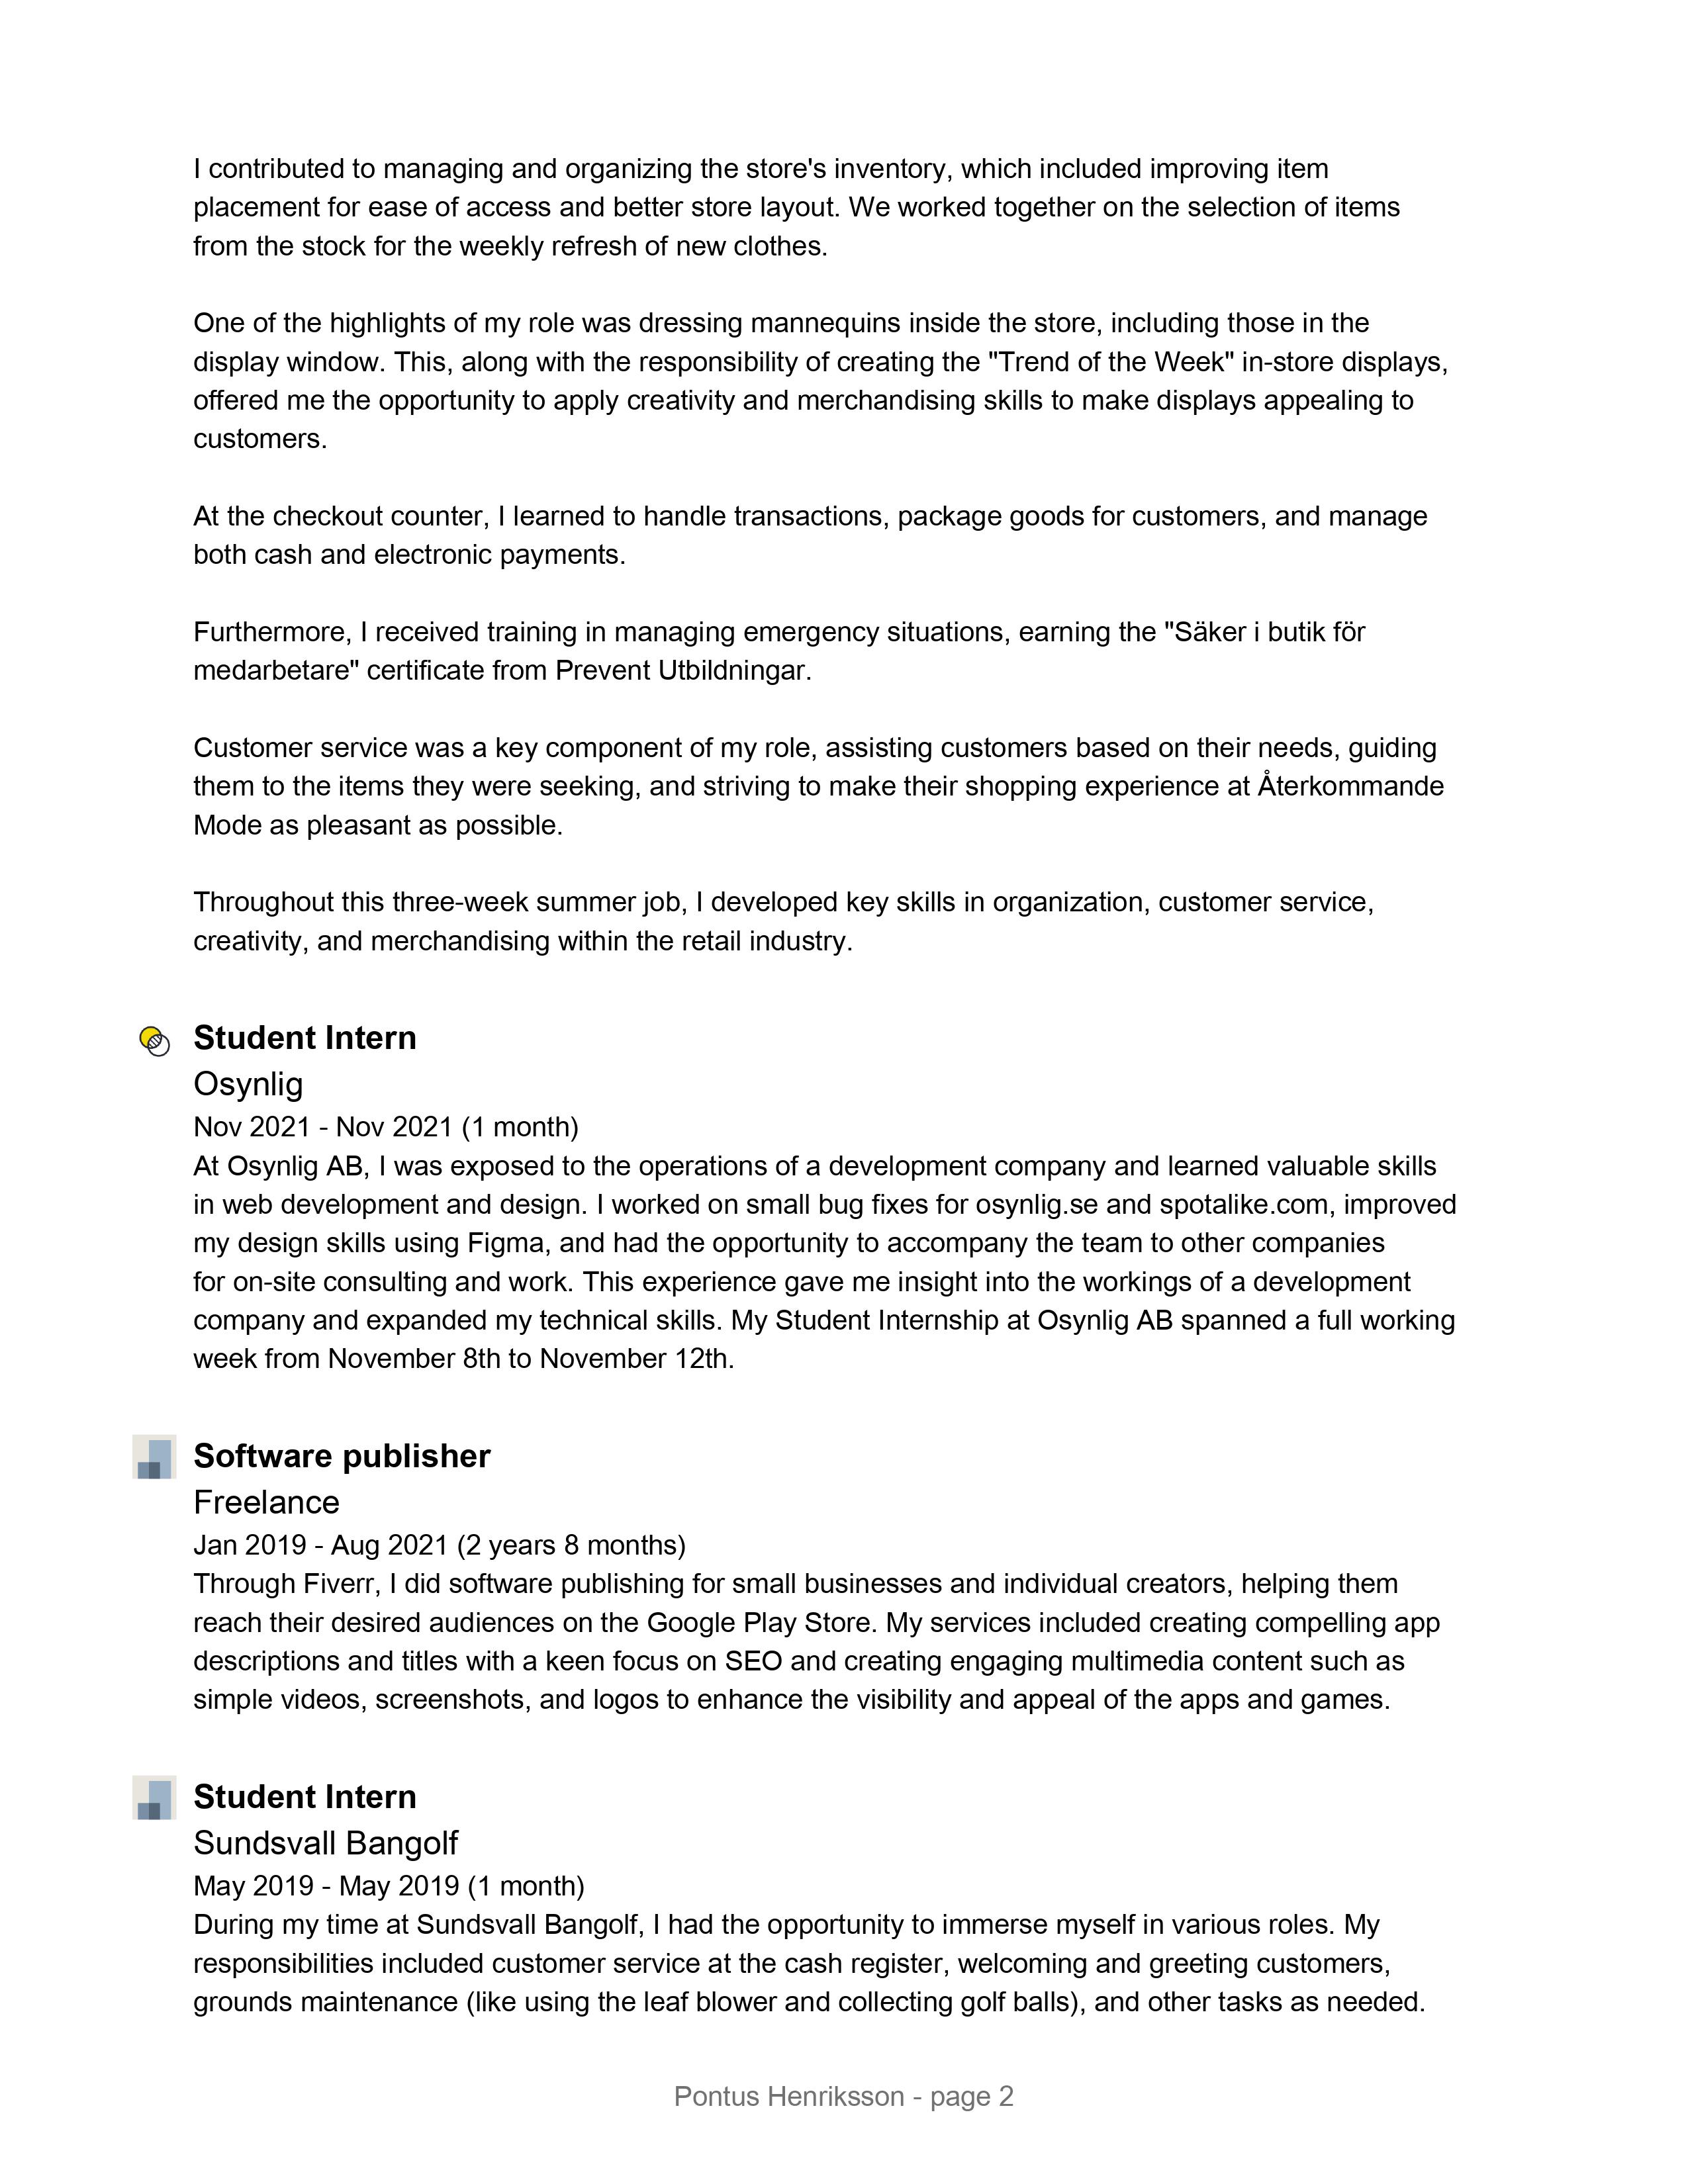 I contributed to managing and organizing the store's inventory, which included improving item
placement for ease of access and better store layout. We worked together on the selection of items
from the stock for the weekly refresh of new clothes.
One of the highlights of my role was dressing mannequins inside the store, including those in the
display window. This, along with the responsibility of creating the "Trend of the Week" in-store displays,
offered me the opportunity to apply creativity and merchandising skills to make displays appealing to
customers.
At the checkout counter, I learned to handle transactions, package goods for customers, and manage
both cash and electronic payments.
Furthermore, I received training in managing emergency situations, earning the "Säker i butik för
medarbetare" certificate from Prevent Utbildningar.
Customer service was a key component of my role, assisting customers based on their needs, guiding
them to the items they were seeking, and striving to make their shopping experience at Återkommande
Mode as pleasant as possible.
Throughout this three-week summer job, I developed key skills in organization, customer service,
creativity, and merchandising within the retail industry.
Student Intern
Osynlig
Nov 2021 - Nov 2021 (1 month)
At Osynlig AB, I was exposed to the operations of a development company and learned valuable skills
in web development and design. I worked on small bug fixes for osynlig.se and spotalike.com, improved
my design skills using Figma, and had the opportunity to accompany the team to other companies
for on-site consulting and work. This experience gave me insight into the workings of a development
company and expanded my technical skills. My Student Internship at Osynlig AB spanned a full working
week from November 8th to November 12th.
Software publisher
Freelance
Jan 2019 - Aug 2021 (2 years 8 months)
Through Fiverr, I did software publishing for small businesses and individual creators, helping them
reach their desired audiences on the Google Play Store. My services included creating compelling app
descriptions and titles with a keen focus on SEO and creating engaging multimedia content such as
simple videos, screenshots, and logos to enhance the visibility and appeal of the apps and games.
Student Intern
Sundsvall Bangolf
May 2019 - May 2019 (1 month)
During my time at Sundsvall Bangolf, I had the opportunity to immerse myself in various roles. My
responsibilities included customer service at the cash register, welcoming and greeting customers,
grounds maintenance (like using the leaf blower and collecting golf balls), and other tasks as needed.
Pontus Henriksson - page 2